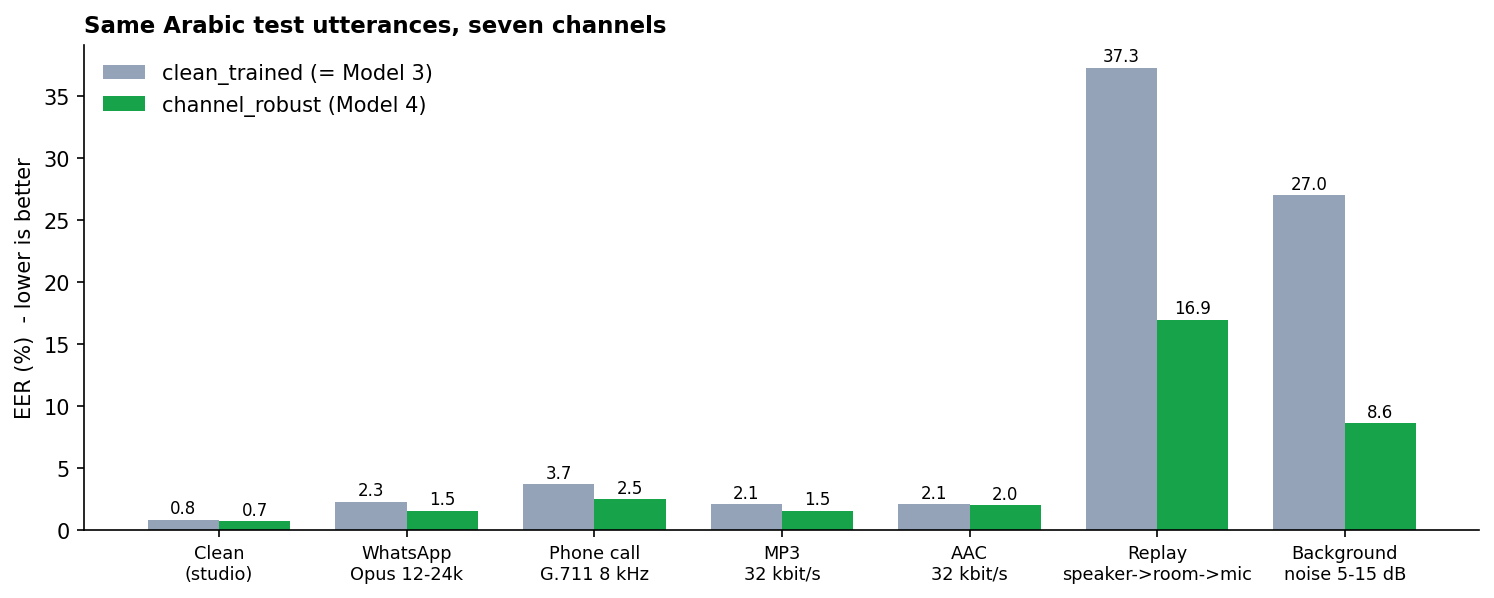 Same Arabic test utterances, seven channels
clean_trained (= Model 3)
channel_robust (Model 4)
EER (%)  - lower is better
35
30
25
20
15
10
5
0
0.8
0.7
2.3
1.5
3.7
2.5
2.1
1.5
2.1
2.0
37.3
16.9
27.0
8.6
Clean
(studio)
WhatsApp
Opus 12-24k
Phone call
G.711 8 kHz
MP3
32 kbit/s
AAC
32 kbit/s
Replay
speaker->room->mic
Background
noise 5-15 dB